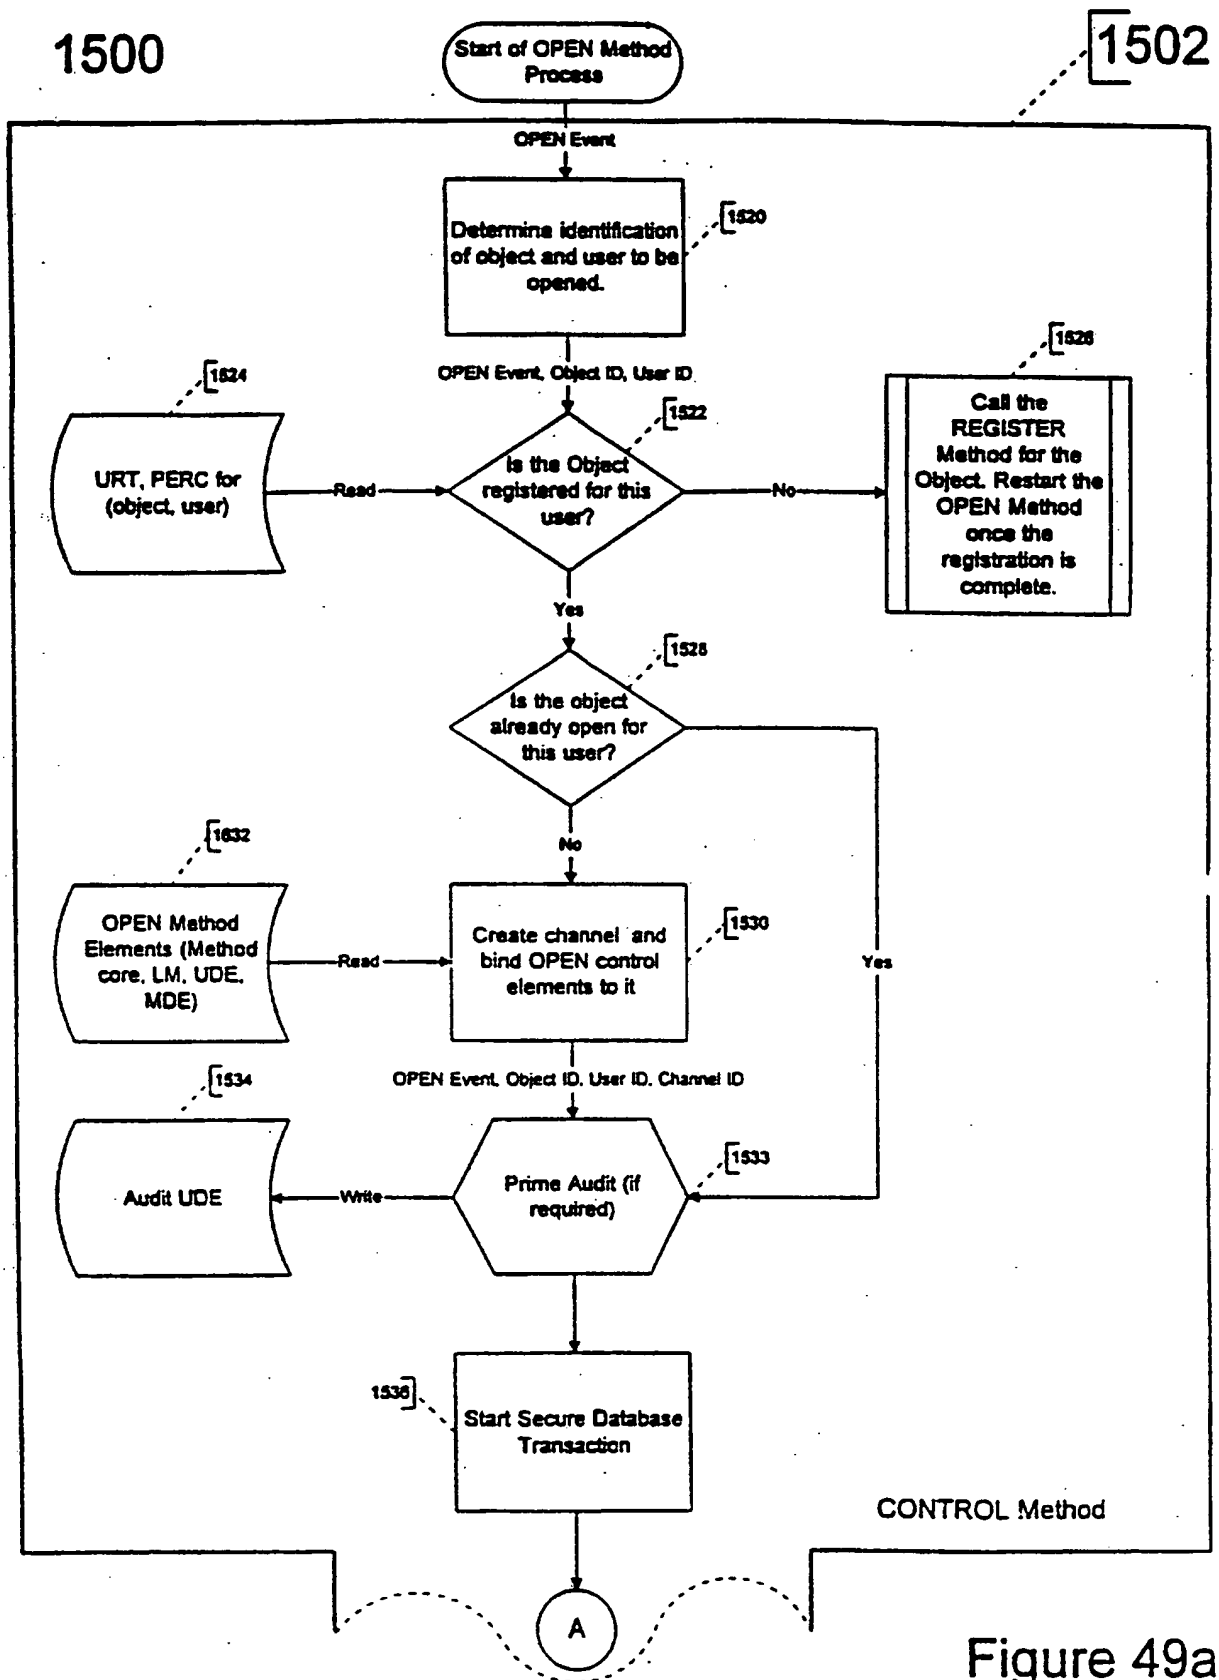 1500
1502
Start of OPEN Method
Process
OPEN Event
1520
Determine identification
of object and user to be
opened.
OPEN Event, Object ID, User ID
1524
1522
1526
URT, PERC for
(object, user)
Read
Is the Object
registered for this
user?
No
Call the
REGISTER
Method for the
Object. Restart the
OPEN Method
once the
registration is
complete.
Yes
1528
Is the object
already open for
this user?
No
Yes
1632
OPEN Method
Elements (Method
core, LM, UDE,
MDE)
Read
1530
Create channel and
bind OPEN control
elements to it
OPEN Event, Object ID, User ID, Channel ID
1534
Audit UDE
Write
1533
Prime Audit (if
required)
1536
Start Secure Database
Transaction
CONTROL Method
A
Figure 49a